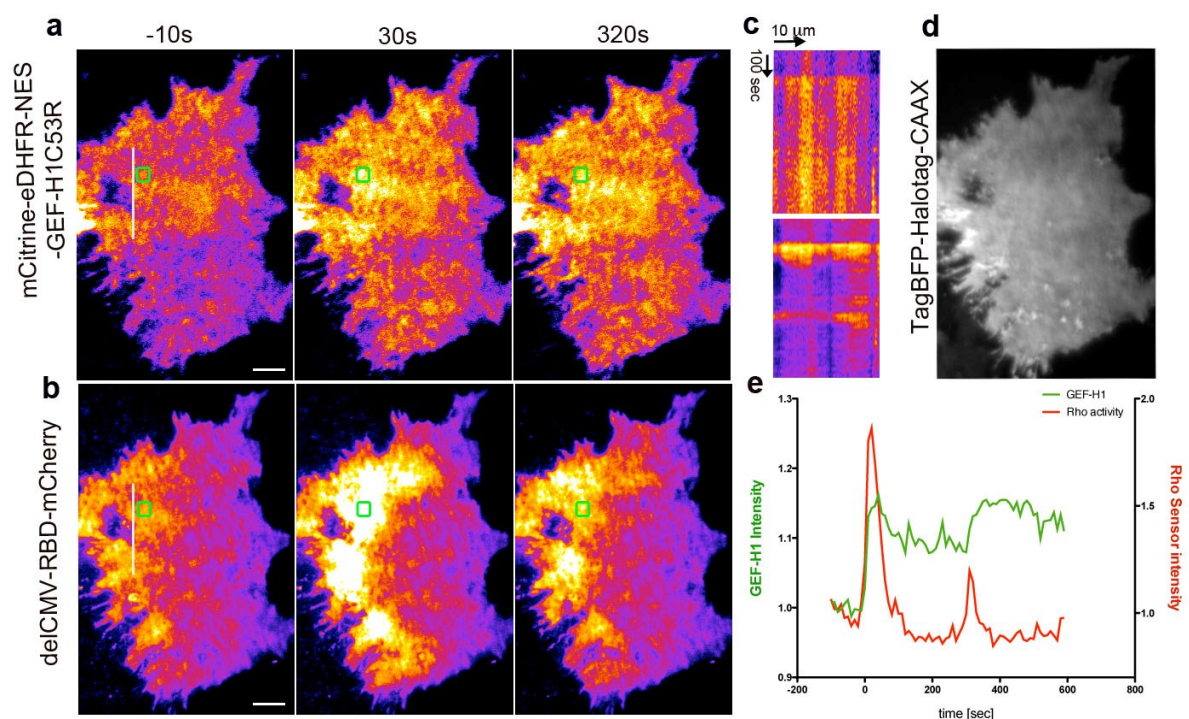 a
-10s
30s
320s
mCitrine-eDHFR-NES
-GEF-H1C53R
b
delCMV-RBD-mCherry
c
10 µm
100 sec
d
TagBFP-Halotag-CAAX
e
GEF-H1
Rho activity
1.3
1.2
1.1
1.0
0.9
GEF-H1 Intensity
2.0
1.5
1.0
Rho Sensor intensity
-200
0
200
400
600
800
time [sec]